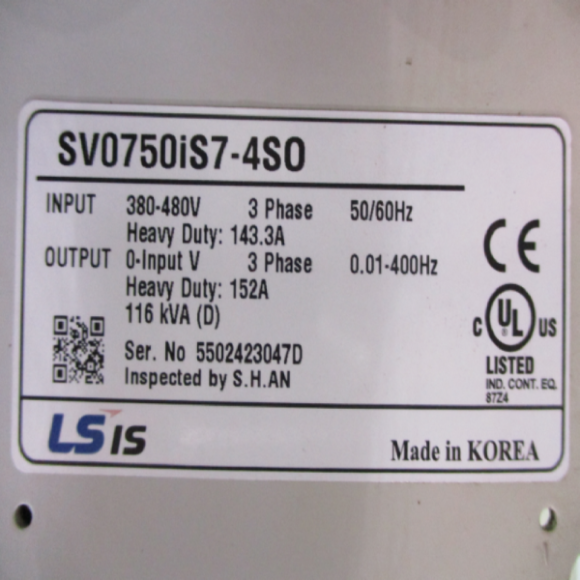 SV0750iS7-4SO
INPUT 380-480V 3 Phase 50/60Hz
Heavy Duty: 143.3A
OUTPUT 0-Input V 3 Phase 0.01-400Hz
Heavy Duty: 152A
116 kVA (D)
Ser. No 5502423047D
Inspected by S.H.AN
CE
C UL US
LISTED
IND. CONT. EQ.
87Z4
LSIS
Made in KOREA